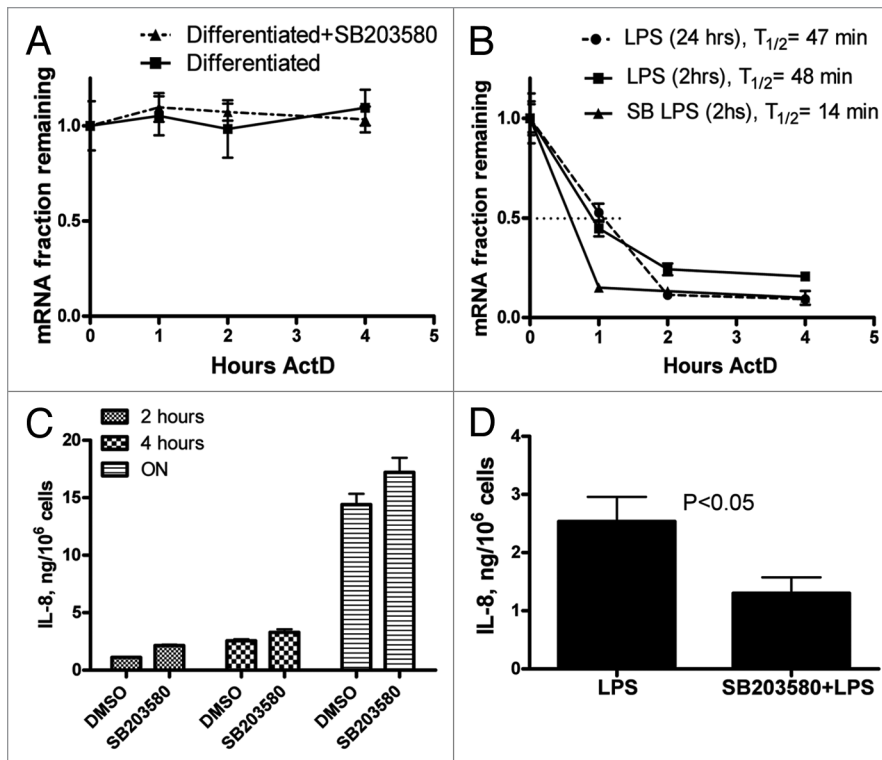 A
Differentiated+SB203580
Differentiated
mRNA fraction remaining
1.0
0.5
0.0
0 1 2 3 4 5
Hours ActD
B
LPS (24 hrs), T1/2= 47 min
LPS (2hrs), T1/2= 48 min
SB LPS (2hs), T1/2= 14 min
mRNA fraction remaining
1.0
0.5
0.0
0 1 2 3 4 5
Hours ActD
C
2 hours
4 hours
ON
IL-8, ng/10^6 cells
20
15
10
5
0
DMSO
SB203580
DMSO
SB203580
DMSO
SB203580
D
IL-8, ng/10^6 cells
4
3
2
1
0
P<0.05
LPS
SB203580+LPS